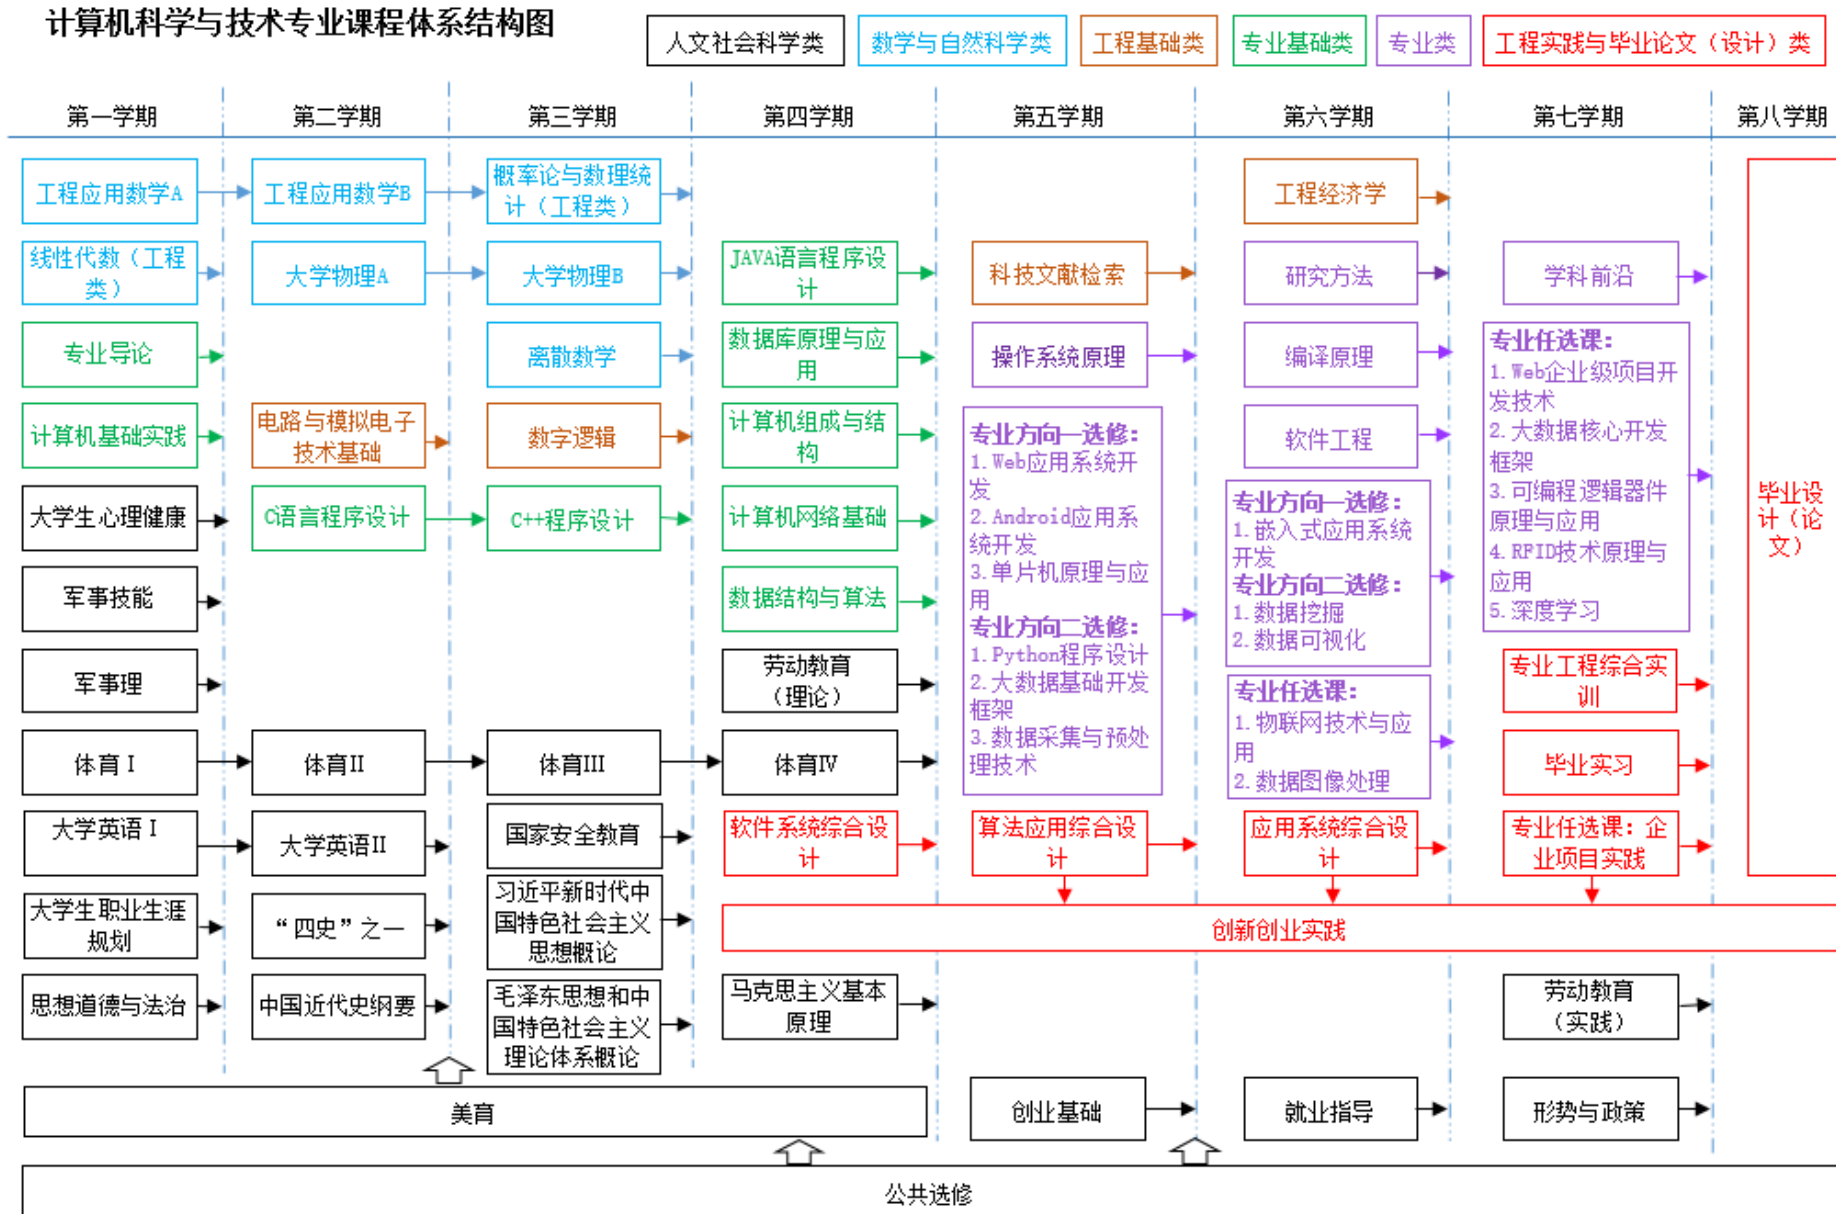 计算机科学与技术专业课程体系结构图
人文社会科学类
数学与自然科学类
工程基础类
专业基础类
专业类
工程实践与毕业论文（设计）类
第一学期
第二学期
第三学期
第四学期
第五学期
第六学期
第七学期
第八学期
工程应用数学A
线性代数（工程
类）
专业导论
计算机基础实践
大学生心理健康
军事技能
军事理
体育Ⅰ
大学英语Ⅰ
大学生职业生涯
规划
思想道德与法治
工程应用数学B
大学物理A
电路与模拟电子
技术基础
C语言程序设计
体育II
大学英语II
“四史”之一
中国近代史纲要
概率论与数理统
计（工程类）
大学物理B
离散数学
数字逻辑
C++程序设计
体育III
国家安全教育
习近平新时代中
国特色社会主义
思想概论
毛泽东思想和中
国特色社会主义
理论体系概论
JAVA语言程序设
计
数据库原理与应
用
计算机组成与结
构
计算机网络基础
数据结构与算法
劳动教育
（理论）
体育Ⅳ
软件系统综合设
计
马克思主义基本
原理
科技文献检索
操作系统原理
专业方向一选修：
1.Web应用系统开
发
2.Android应用系
统开发
3.单片机原理与应
用
专业方向二选修：
1.Python程序设计
2.大数据基础开发
框架
3.数据采集与预处
理技术
算法应用综合设
计
创业基础
工程经济学
研究方法
编译原理
软件工程
专业方向一选修：
1.嵌入式应用系统
开发
专业方向二选修：
1.数据挖掘
2.数据可视化
专业任选课：
1.物联网技术与应
用
2.数据图像处理
应用系统综合设
计
就业指导
学科前沿
专业任选课：
1.Web企业级项目开
发技术
2.大数据核心开发
框架
3.可编程逻辑器件
原理与应用
4.RFID技术原理与
应用
5.深度学习
专业工程综合实
训
毕业实习
专业任选课：企
业项目实践
劳动教育
（实践）
形势与政策
毕业设
计（论
文）
创新创业实践
美育
公共选修